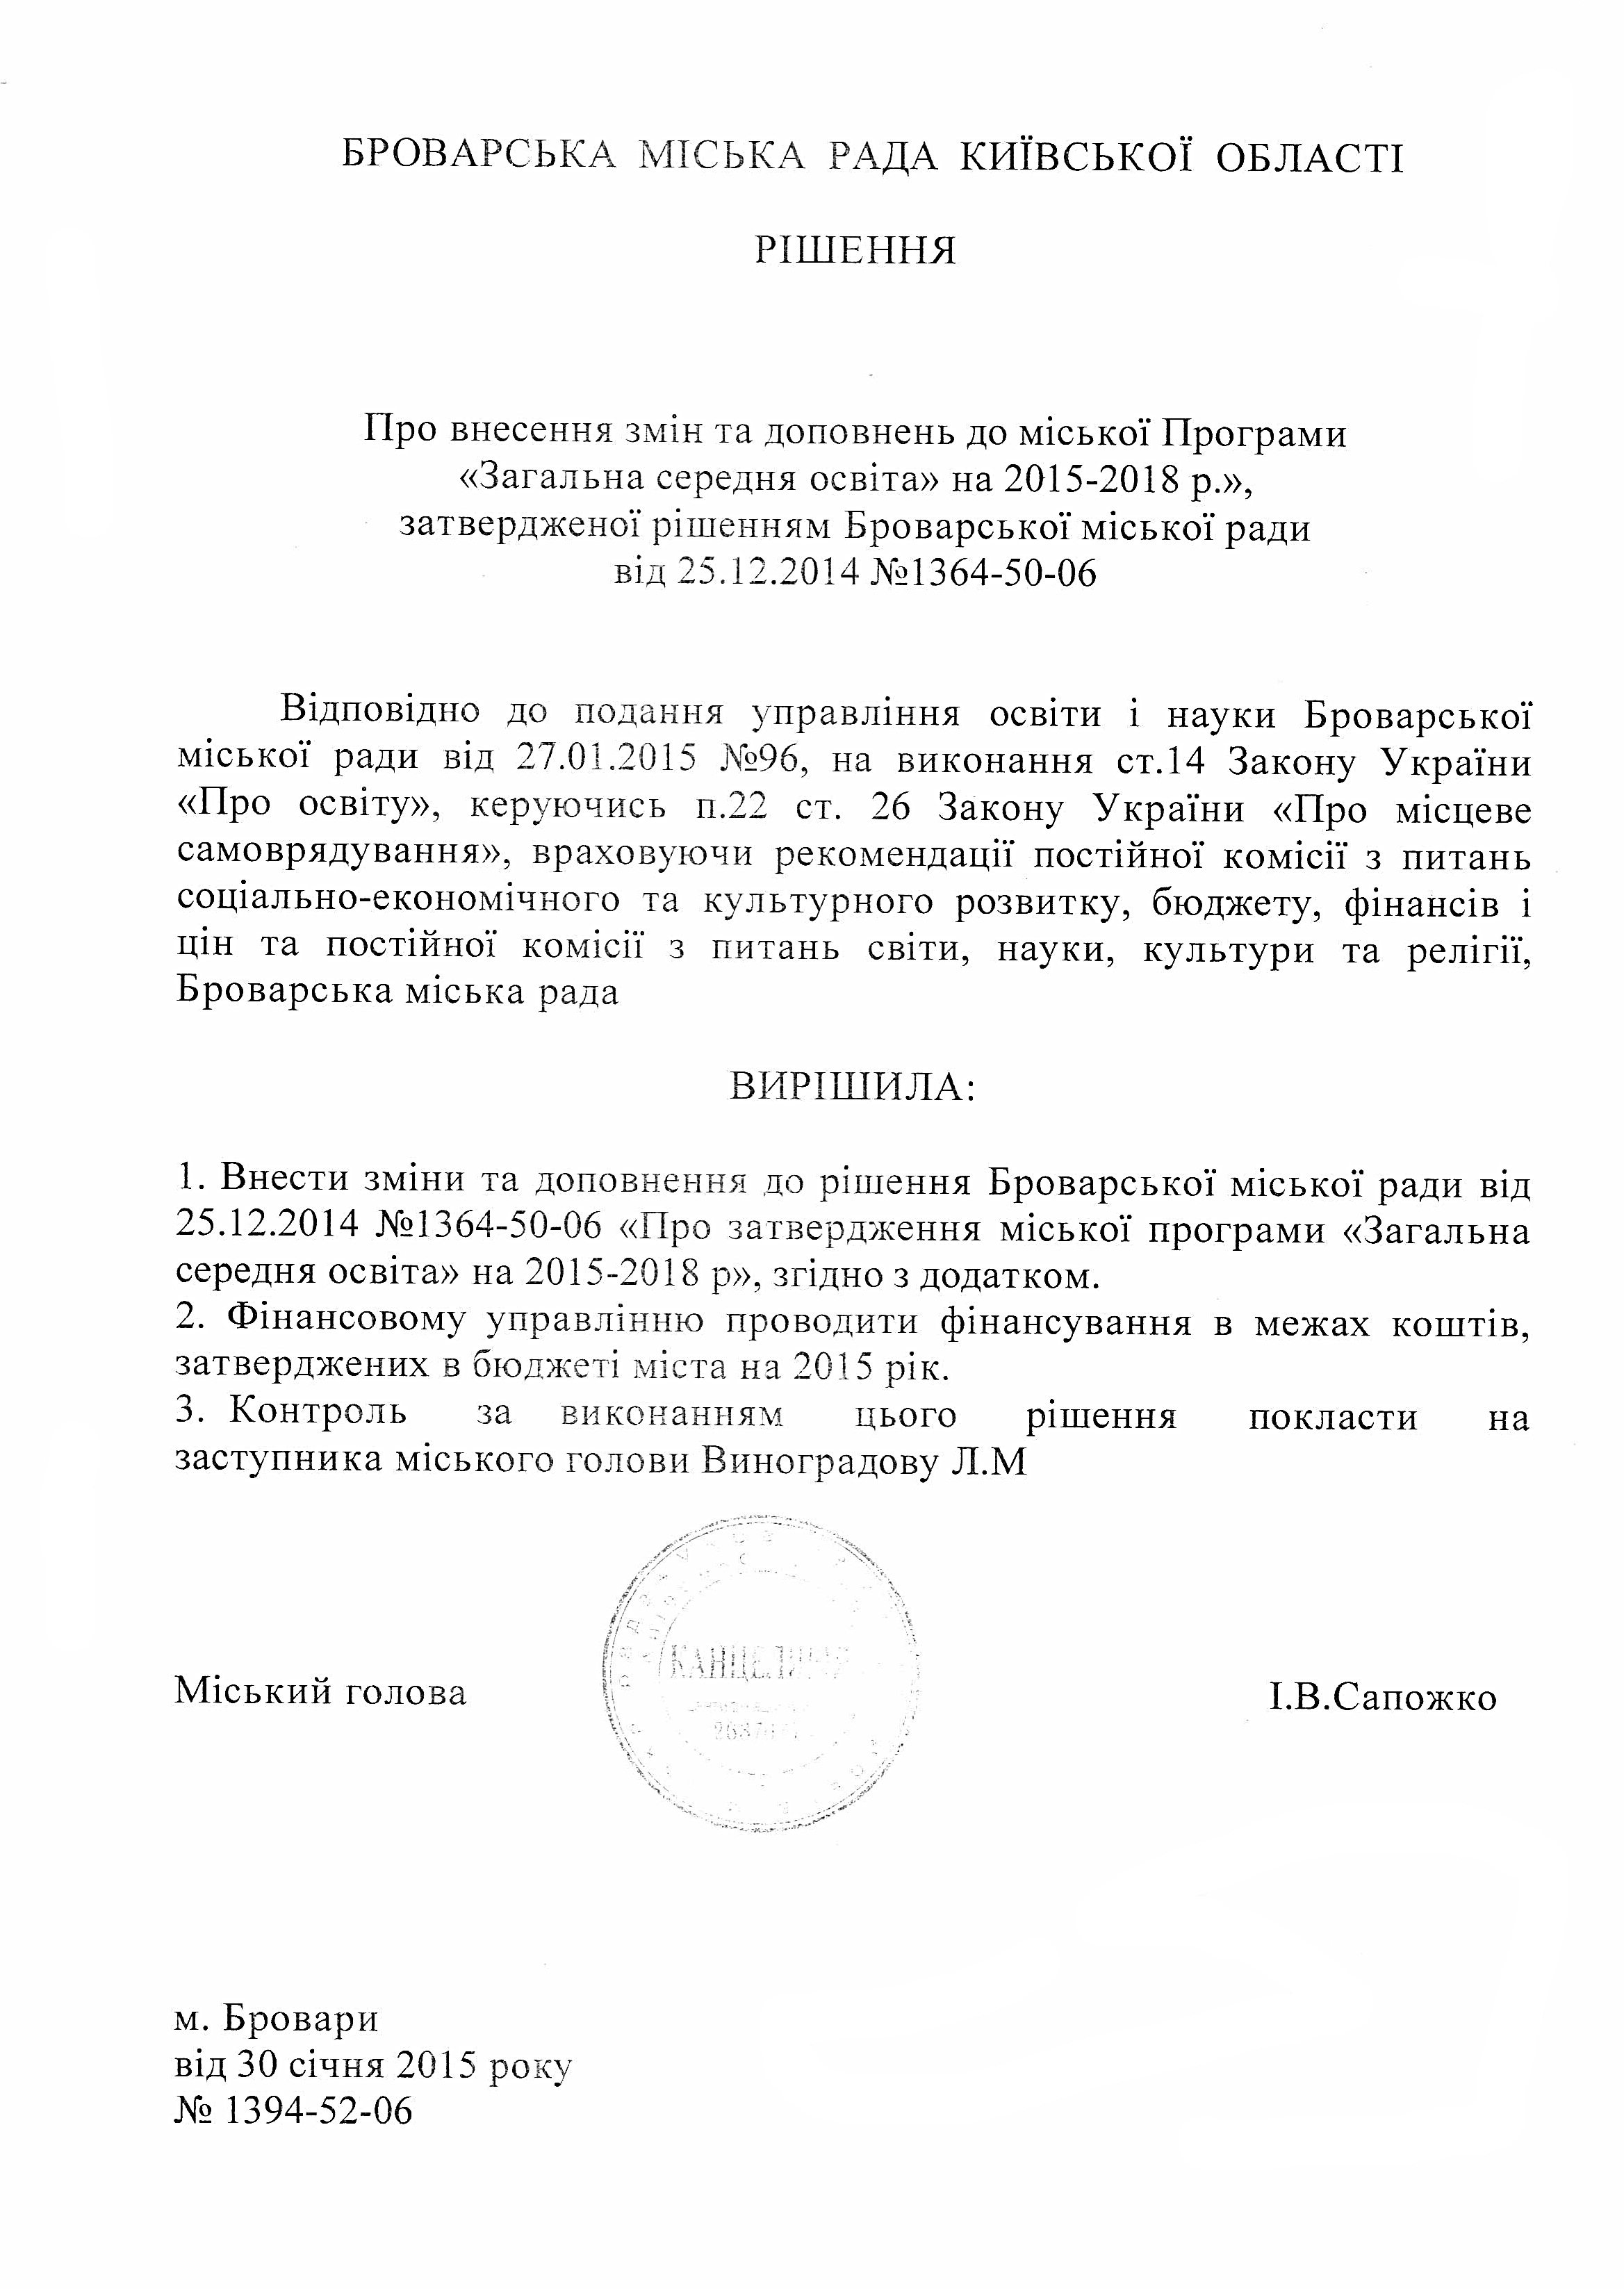 БРОВАРСЬКА МІСЬКА РАДА КИЇВСЬКОЇ ОБЛАСТІ
РІШЕННЯ
Про внесення змін та доповнень до міської Програми
«Загальна середня освіта» на 2015-2018 р.»,
затвердженої рішенням Броварської міської ради
від 25.12.2014 №1364-50-06
Відповідно до подання управління освіти і науки Броварської
міської ради від 27.01.2015 №96, на виконання ст.14 Закону України
«Про освіту», керуючись п.22 ст. 26 Закону України «Про місцеве
самоврядування», враховуючи рекомендації постійної комісії з питань
соціально-економічного та культурного розвитку, бюджету, фінансів і
цін та постійної комісії з питань світи, науки, культури та релігії,
Броварська міська рада
ВИРІШИЛА:
1. Внести зміни та доповнення до рішення Броварської міської ради від
25.12.2014 №1364-50-06 «Про затвердження міської програми «Загальна
середня освіта» на 2015-2018 р», згідно з додатком.
2. Фінансовому управлінню проводити фінансування в межах коштів,
затверджених в бюджеті міста на 2015 рік.
3. Контроль за виконанням цього рішення покласти на
заступника міського голови Виноградову Л.М
Міський голова І.В.Сапожко
м. Бровари
від 30 січня 2015 року
№ 1394-52-06